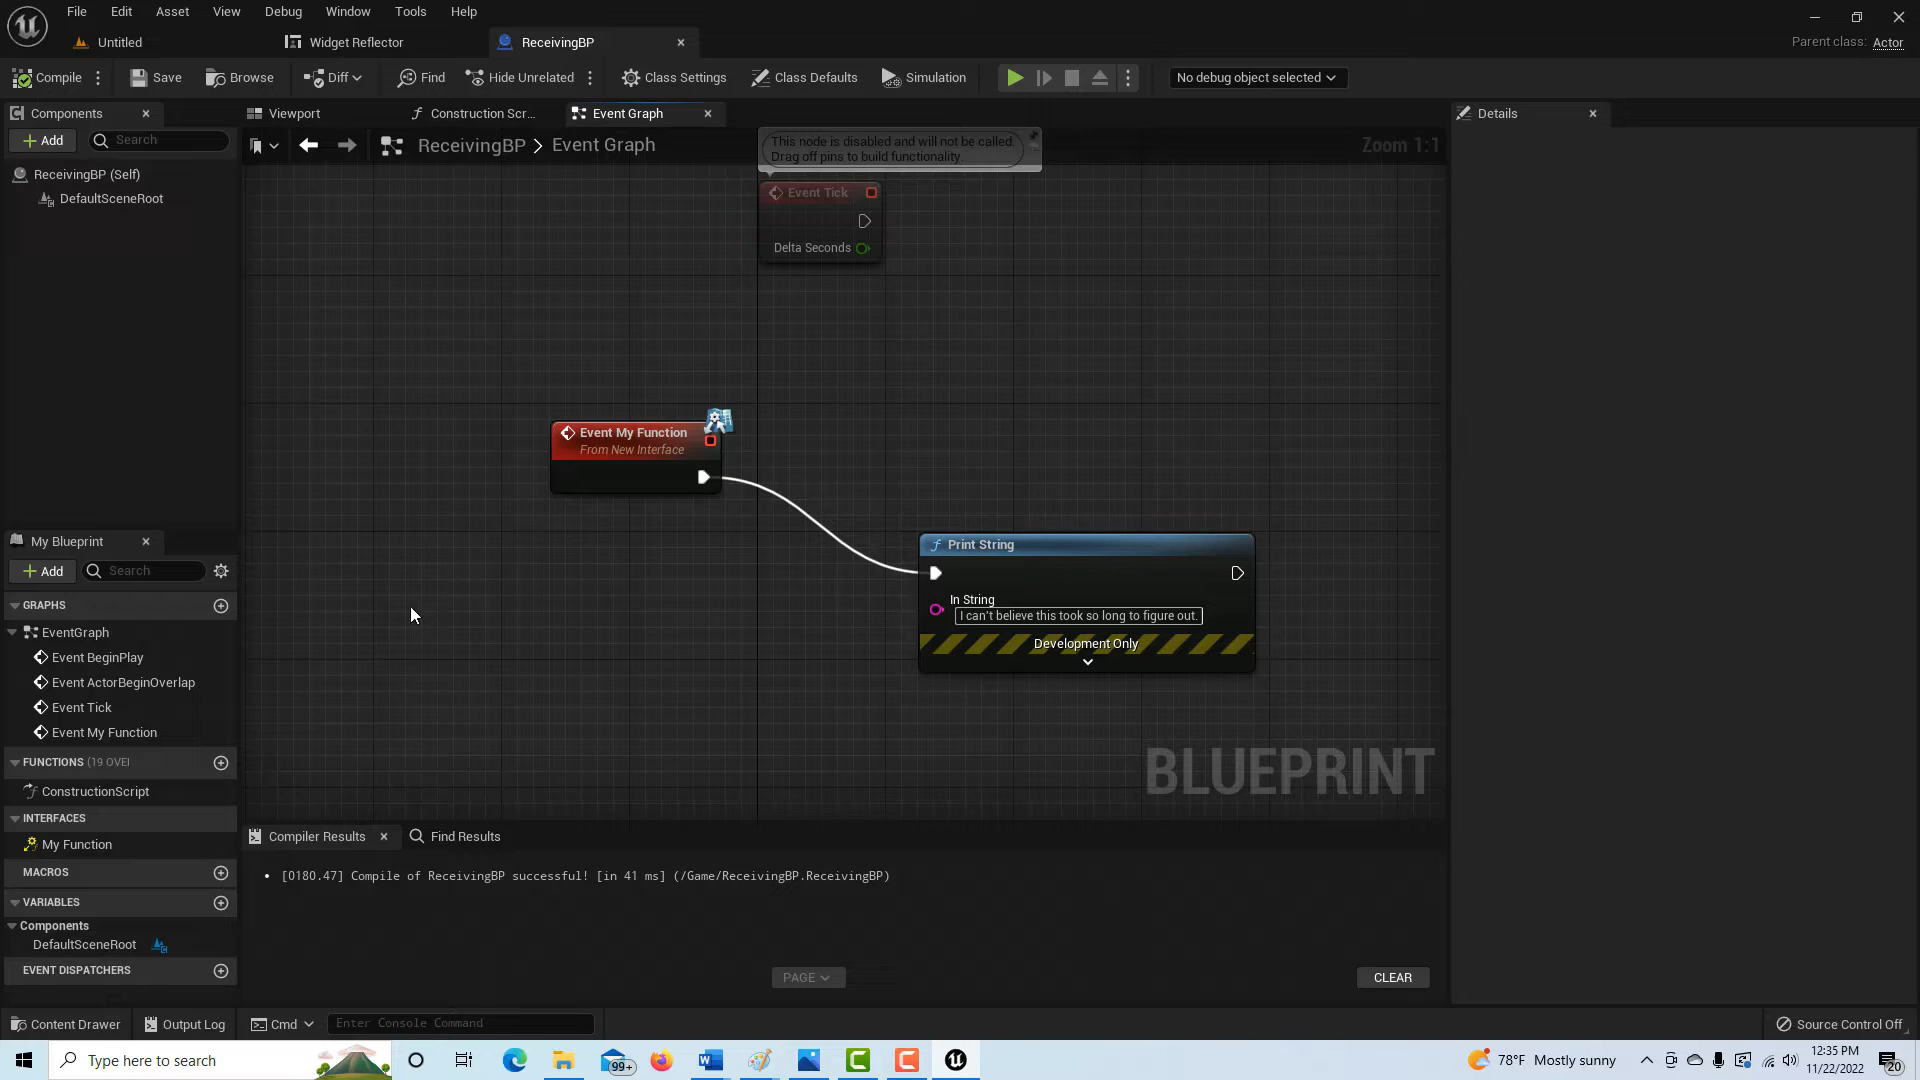 File Edit Asset View Debug Window Tools Help
Untitled Widget Reflector ReceivingBP
Parent class: Actor
Compile Save Browse Diff Find Hide Unrelated Class Settings Class Defaults Simulation No debug object selected
Components Viewport Construction Scr... Event Graph Details
Add Search
ReceivingBP > Event Graph
Zoom 1:1
This node is disabled and will not be called.
Drag off pins to build functionality.
ReceivingBP (Self)
DefaultSceneRoot
Event Tick
Delta Seconds
Event My Function
From New Interface
Print String
In String
I can't believe this took so long to figure out.
Development Only
BLUEPRINT
My Blueprint
Add Search
GRAPHS
EventGraph
Event BeginPlay
Event ActorBeginOverlap
Event Tick
Event My Function
FUNCTIONS (19 OVEI
ConstructionScript
INTERFACES
My Function
MACROS
VARIABLES
Components
DefaultSceneRoot
EVENT DISPATCHERS
Compiler Results Find Results
[0180.47] Compile of ReceivingBP successful! [in 41 ms] (/Game/ReceivingBP.ReceivingBP)
PAGE CLEAR
Content Drawer Output Log Cmd Enter Console Command Source Control Off
Type here to search
99+
78°F Mostly sunny
12:35 PM
11/22/2022
20